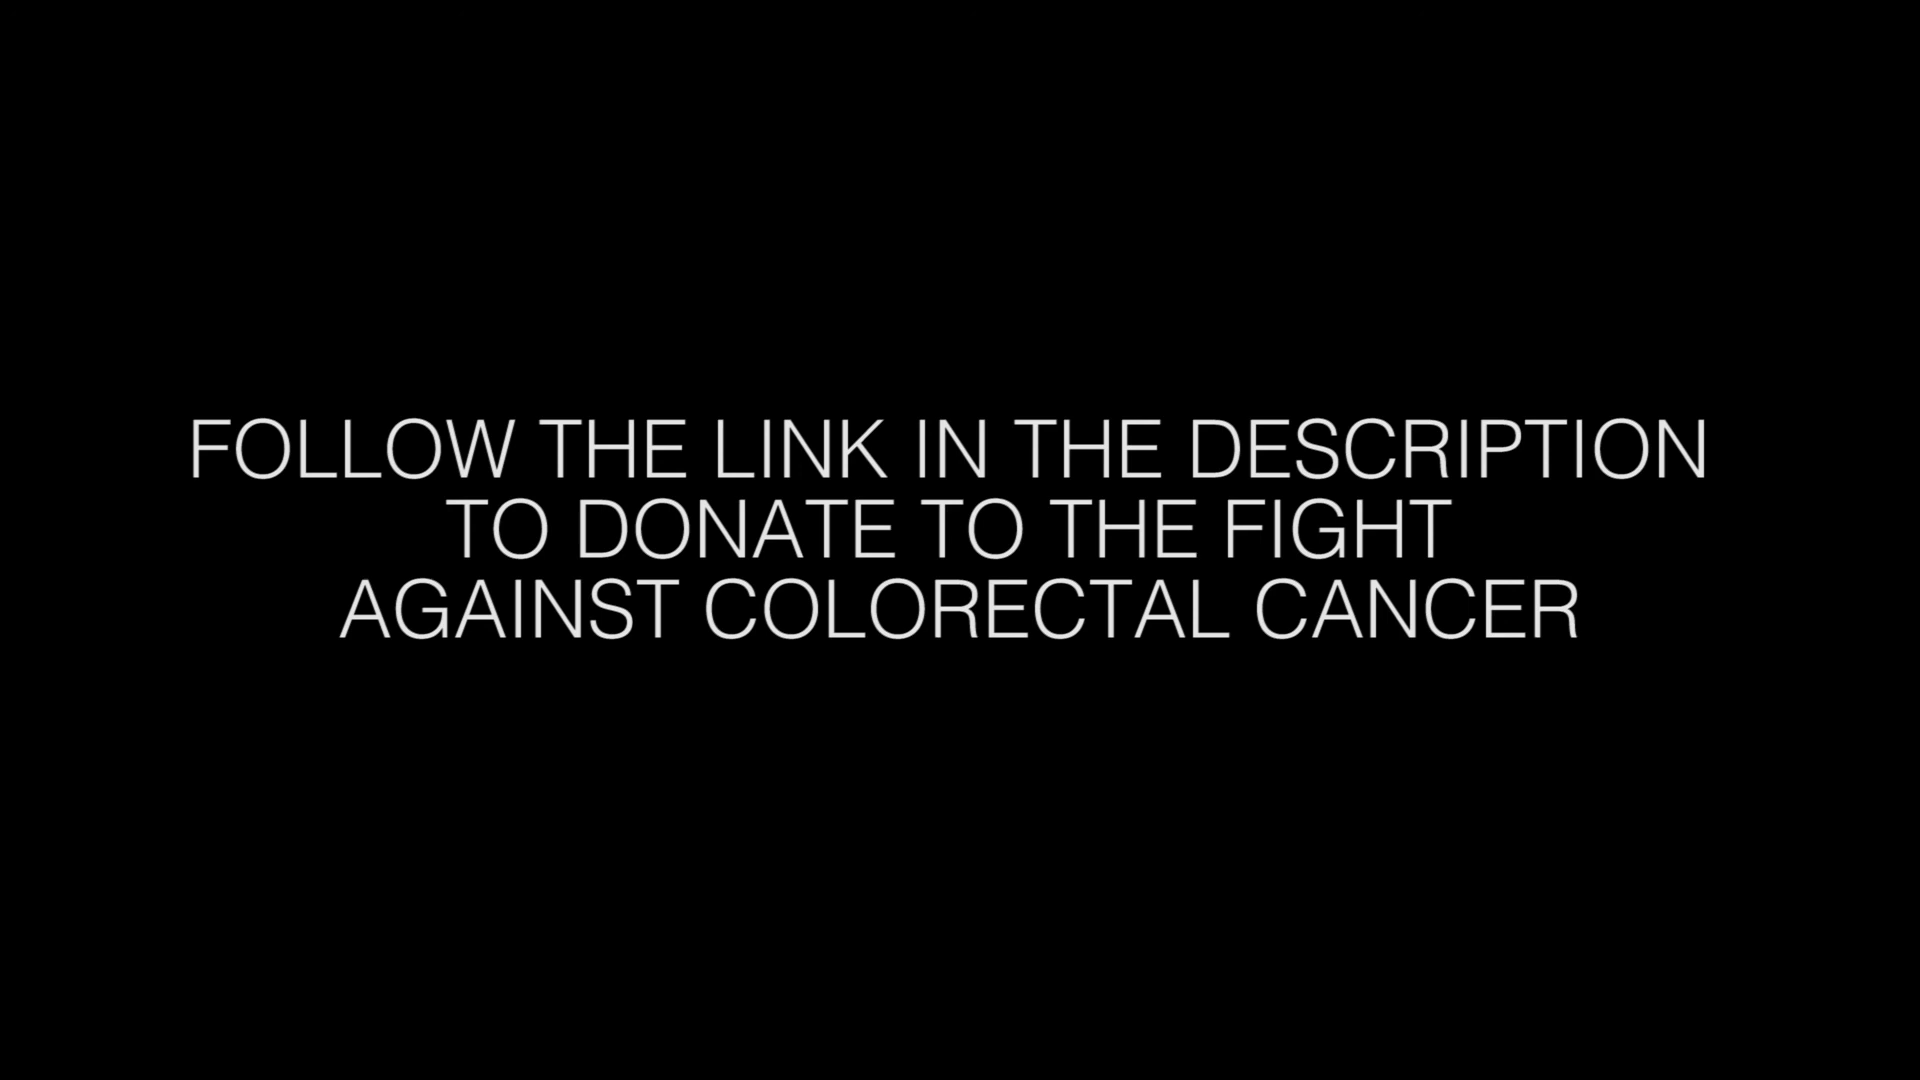 FOLLOW THE LINK IN THE DESCRIPTION
TO DONATE TO THE FIGHT
AGAINST COLORECTAL CANCER